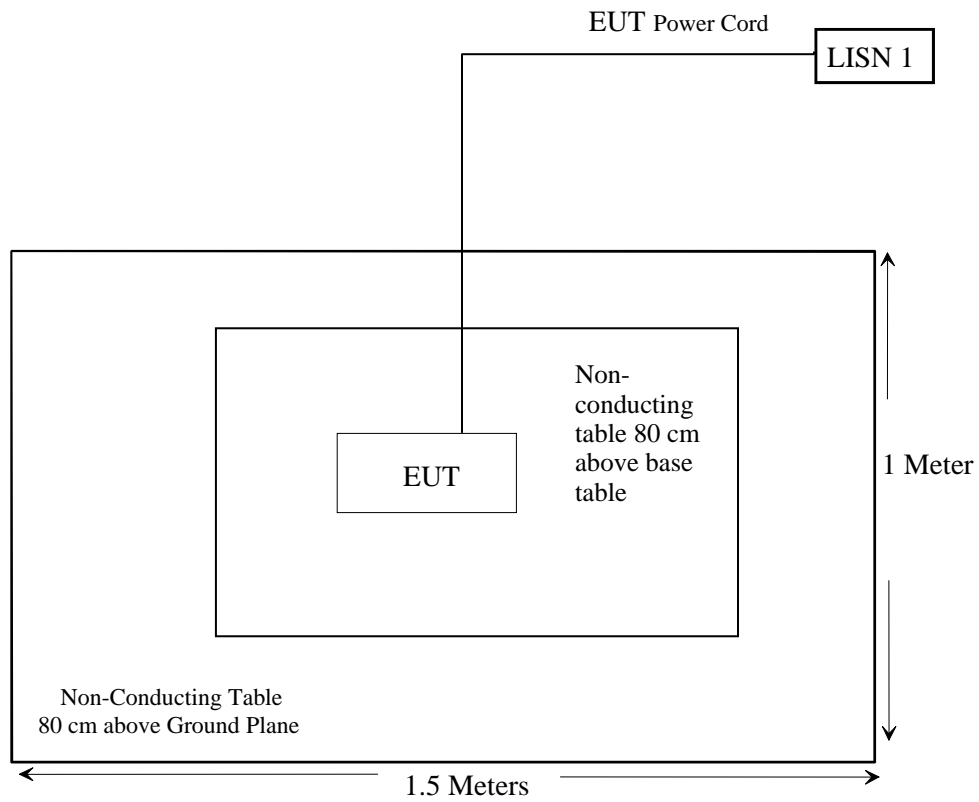 EUT Power Cord
LISN 1
Non-
conducting
table 80 cm
above base
table
EUT
1 Meter
Non-Conducting Table
80 cm above Ground Plane
1.5 Meters